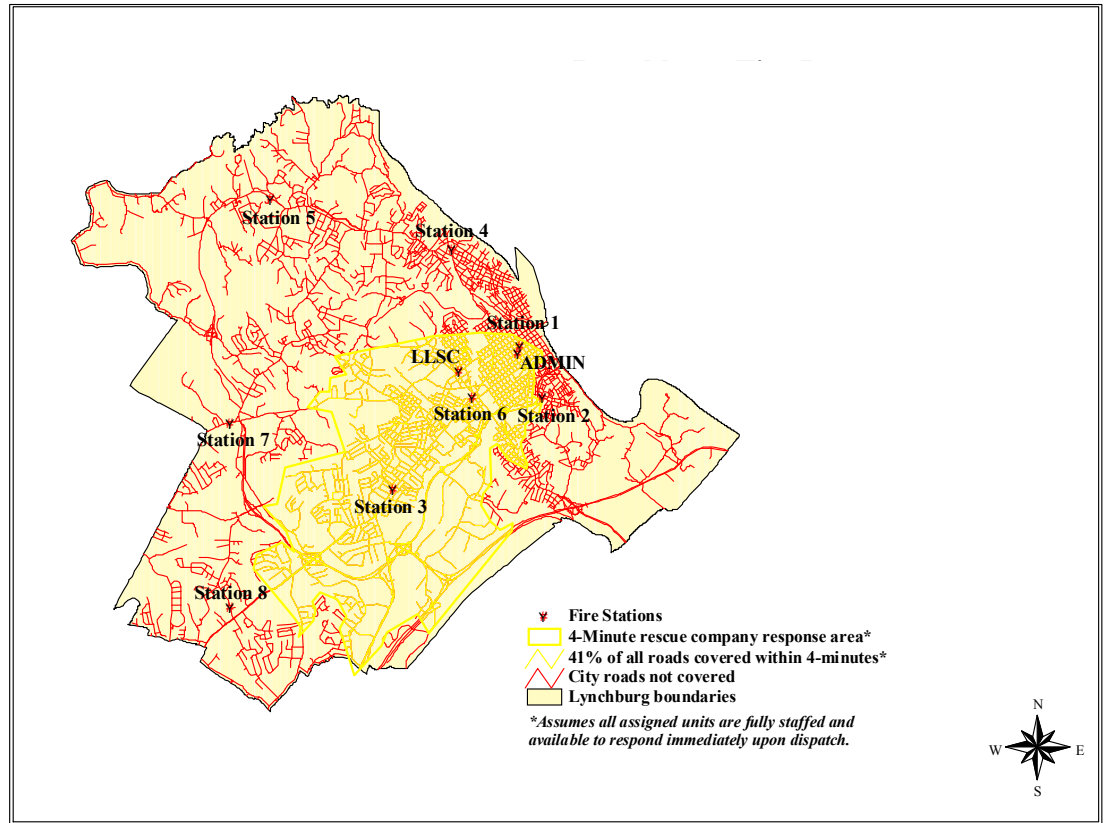 Station 5
Station 4
Station 1
LLSC
ADMIN
Station 6
Station 2
Station 7
Station 3
Station 8
Fire Stations
4-Minute rescue company response area*
41% of all roads covered within 4-minutes*
City roads not covered
Lynchburg boundaries
*Assumes all assigned units are fully staffed and
available to respond immediately upon dispatch.
N
W
E
S